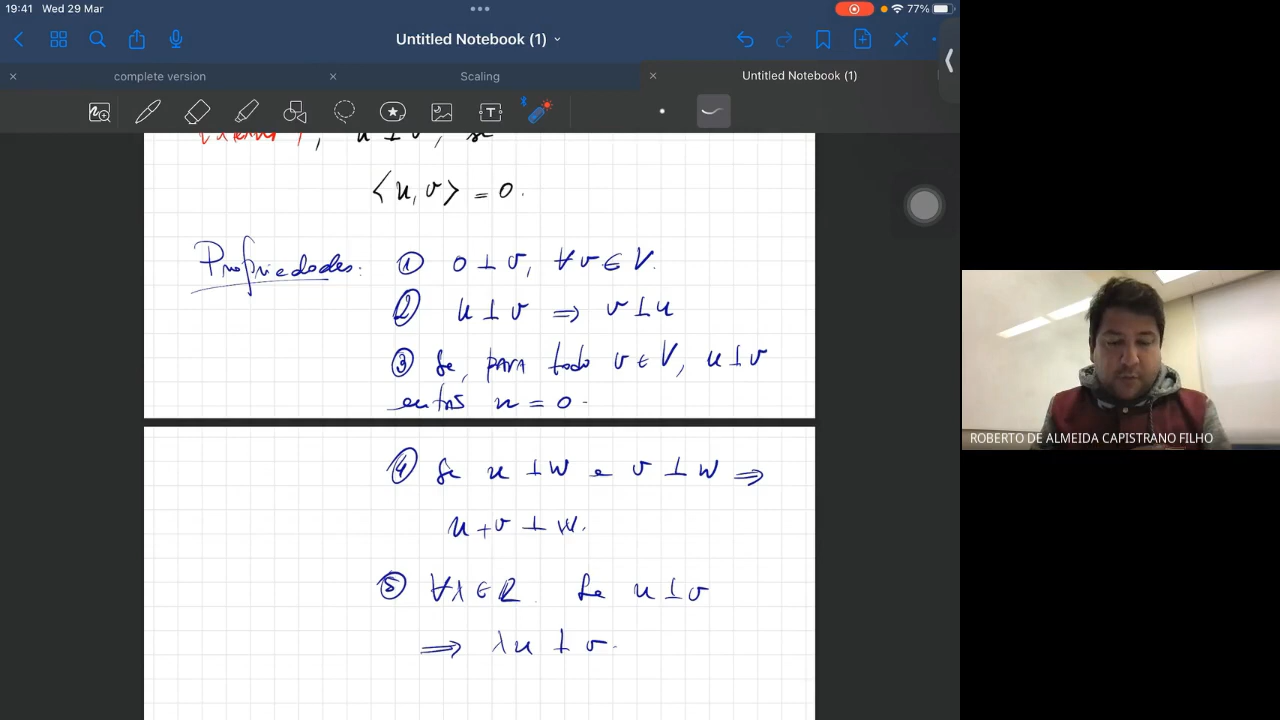 19:41 Wed 29 Mar
77%
Untitled Notebook (1)
complete version
Scaling
Untitled Notebook (1)
T
u ⊥ v, se
⟨u, v⟩ = 0.
Propriedades: ① 0 ⊥ v, ∀v ∈ V.
② u ⊥ v ⇒ v ⊥ u
③ Se, para todo v ∈ V, u ⊥ v
então u = 0.
④ Se u ⊥ w e v ⊥ w ⇒
u + v ⊥ w.
⑤ ∀λ ∈ R. Se u ⊥ v
⇒ λu ⊥ v.
ROBERTO DE ALMEIDA CAPISTRANO FILHO